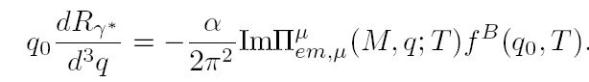 $q_0 \frac{dR_{\gamma^*}}{d^3q} = -\frac{\alpha}{2\pi^2} \mathrm{Im}\Pi^{\mu}_{em,\mu}(M, q; T) f^B(q_0, T).$